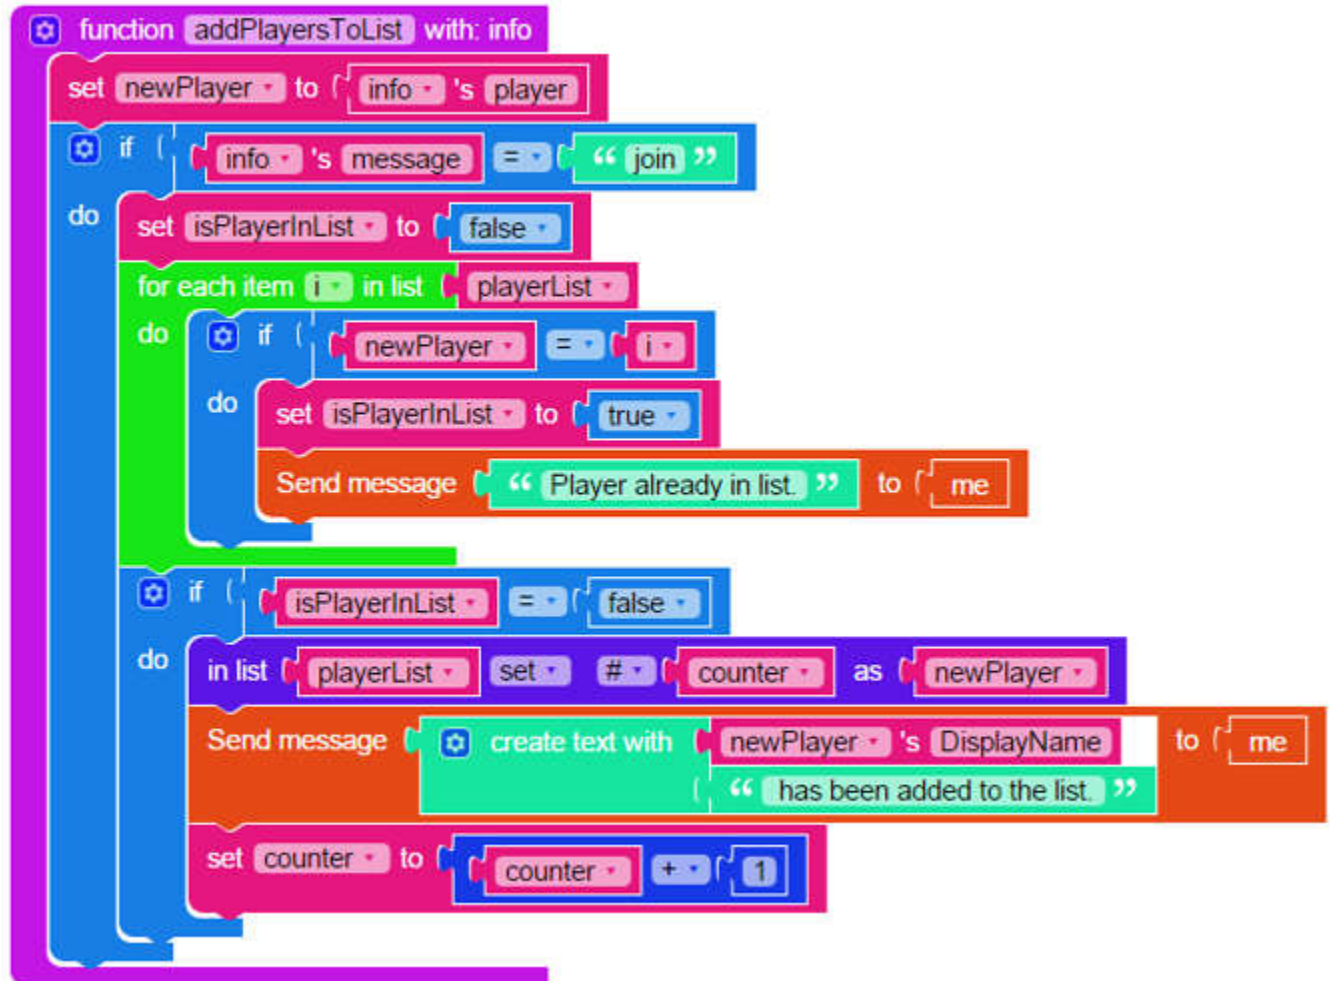 function addPlayersToList with: info
set newPlayer to info 's player
if info 's message = “ join ”
do set isPlayerInList to false
for each item i in list playerList
do if newPlayer = i
do set isPlayerInList to true
Send message “ Player already in list. ” to me
if isPlayerInList = false
do in list playerList set # counter as newPlayer
Send message create text with newPlayer 's DisplayName to me
“ has been added to the list. ”
set counter to counter + 1